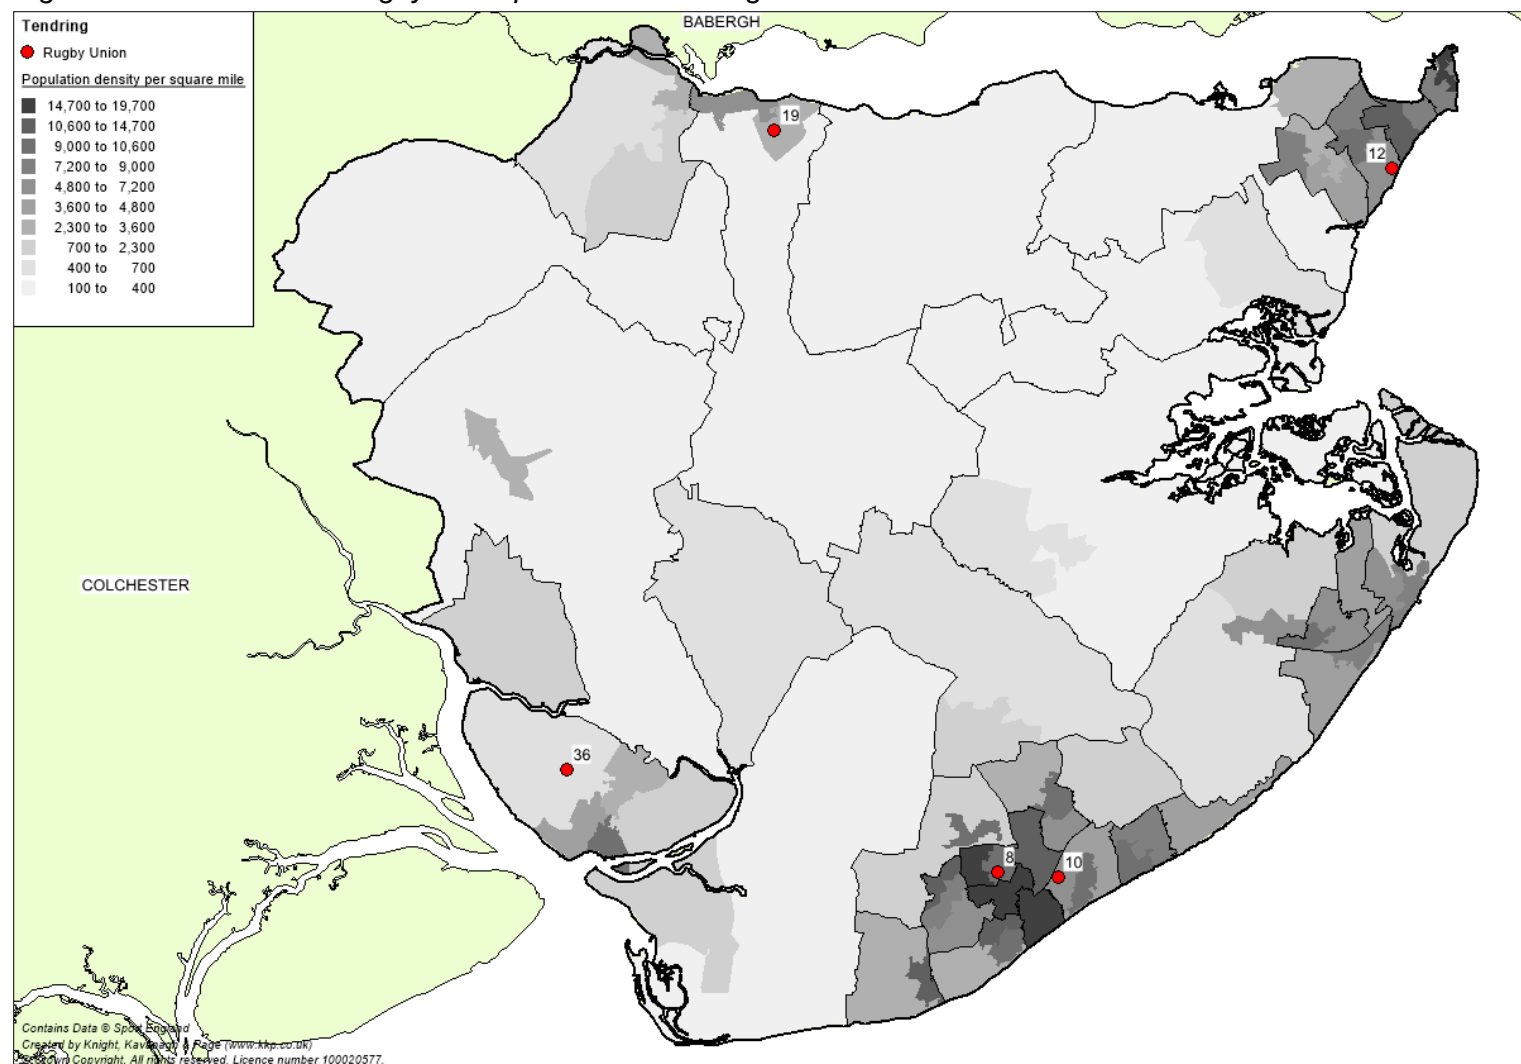 Tendring
Rugby Union
Population density per square mile
14,700 to 19,700
10,600 to 14,700
9,000 to 10,600
7,200 to 9,000
4,800 to 7,200
3,600 to 4,800
2,300 to 3,600
700 to 2,300
400 to 700
100 to 400
BABERGH
19
12
COLCHESTER
36
8
10
Contains Data © Sport England
Created by Knight, Kavanagh & Page (www.kkp.co.uk)
© Crown Copyright. All rights reserved. Licence number 100020577.